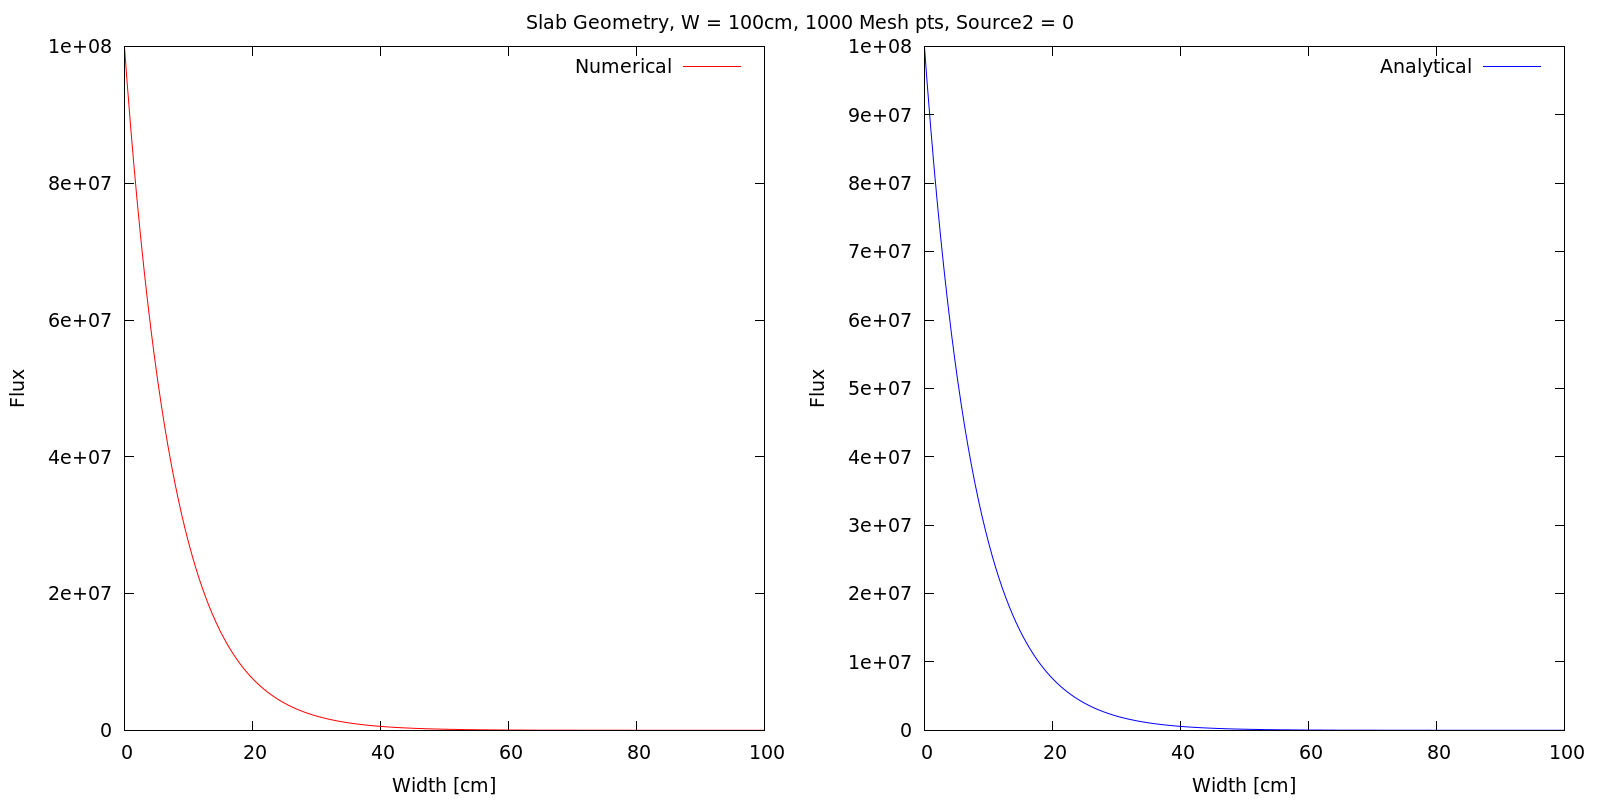 Slab Geometry, W = 100cm, 1000 Mesh pts, Source2 = 0
Numerical
1e+08
8e+07
6e+07
4e+07
2e+07
0
Flux
0 20 40 60 80 100
Width [cm]
Analytical
1e+08
9e+07
8e+07
7e+07
6e+07
5e+07
4e+07
3e+07
2e+07
1e+07
0
Flux
0 20 40 60 80 100
Width [cm]